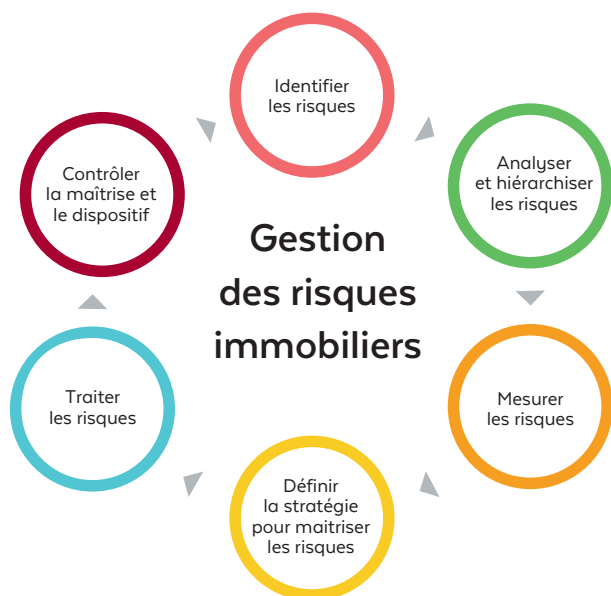 Identifier
les risques
Analyser
et hiérarchiser
les risques
Mesurer
les risques
Définir
la stratégie
pour maitriser
les risques
Traiter
les risques
Contrôler
la maîtrise et
le dispositif
Gestion
des risques
immobiliers